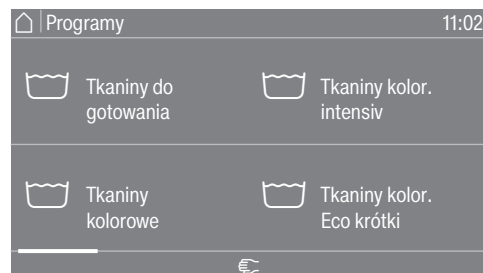 Programy 11:02
Tkaniny do
gotowania
Tkaniny kolor.
intensiv
Tkaniny
kolorowe
Tkaniny kolor.
Eco krótki